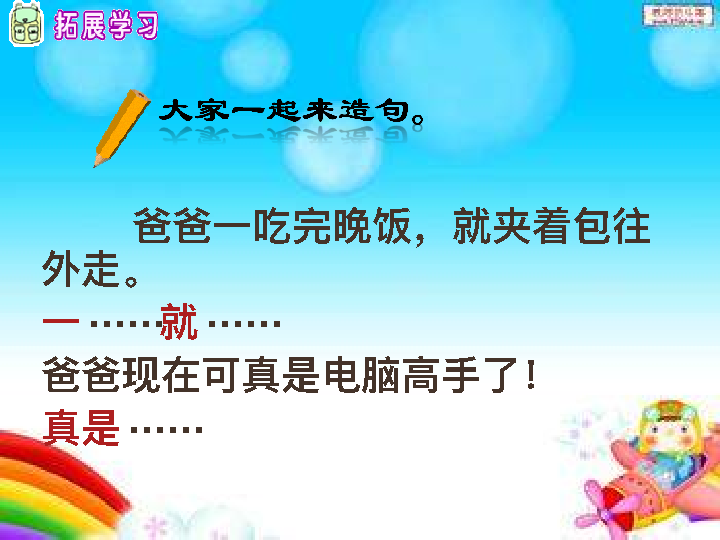 拓展学习
大家一起来造句。
爸爸一吃完晚饭，就夹着包往
外走。
一……就……
爸爸现在可真是电脑高手了！
真是……